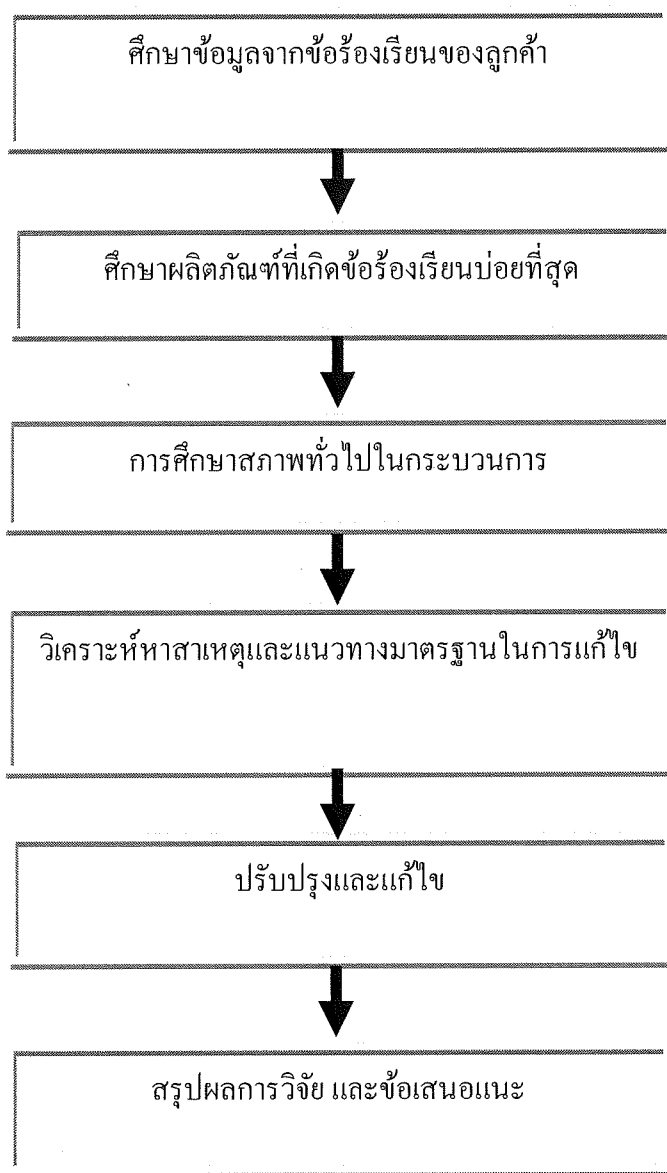 ศึกษาข้อมูลจากข้อร้องเรียนของลูกค้า
ศึกษาผลิตภัณฑ์ที่เกิดข้อร้องเรียนบ่อยที่สุด
การศึกษาสภาพทั่วไปในกระบวนการ
วิเคราะห์หาสาเหตุและแนวทางมาตรฐานในการแก้ไข
ปรับปรุงและแก้ไข
สรุปผลการวิจัย และข้อเสนอแนะ